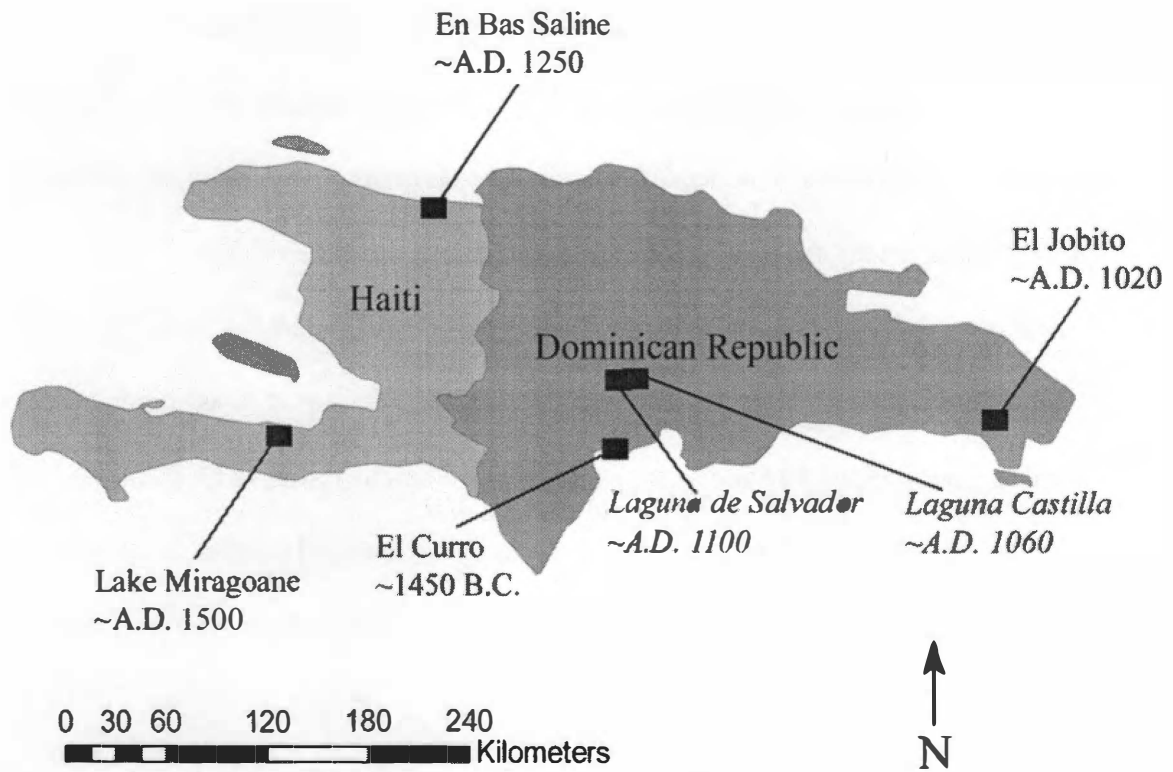 En Bas Saline
~A.D. 1250
El Jobito
~A.D. 1020
Haiti
Dominican Republic
Laguna de Salvador
~A.D. 1100
Laguna Castilla
~A.D. 1060
El Curro
~1450 B.C.
Lake Miragoane
~A.D. 1500
N
0 30 60 120 180 240
Kilometers